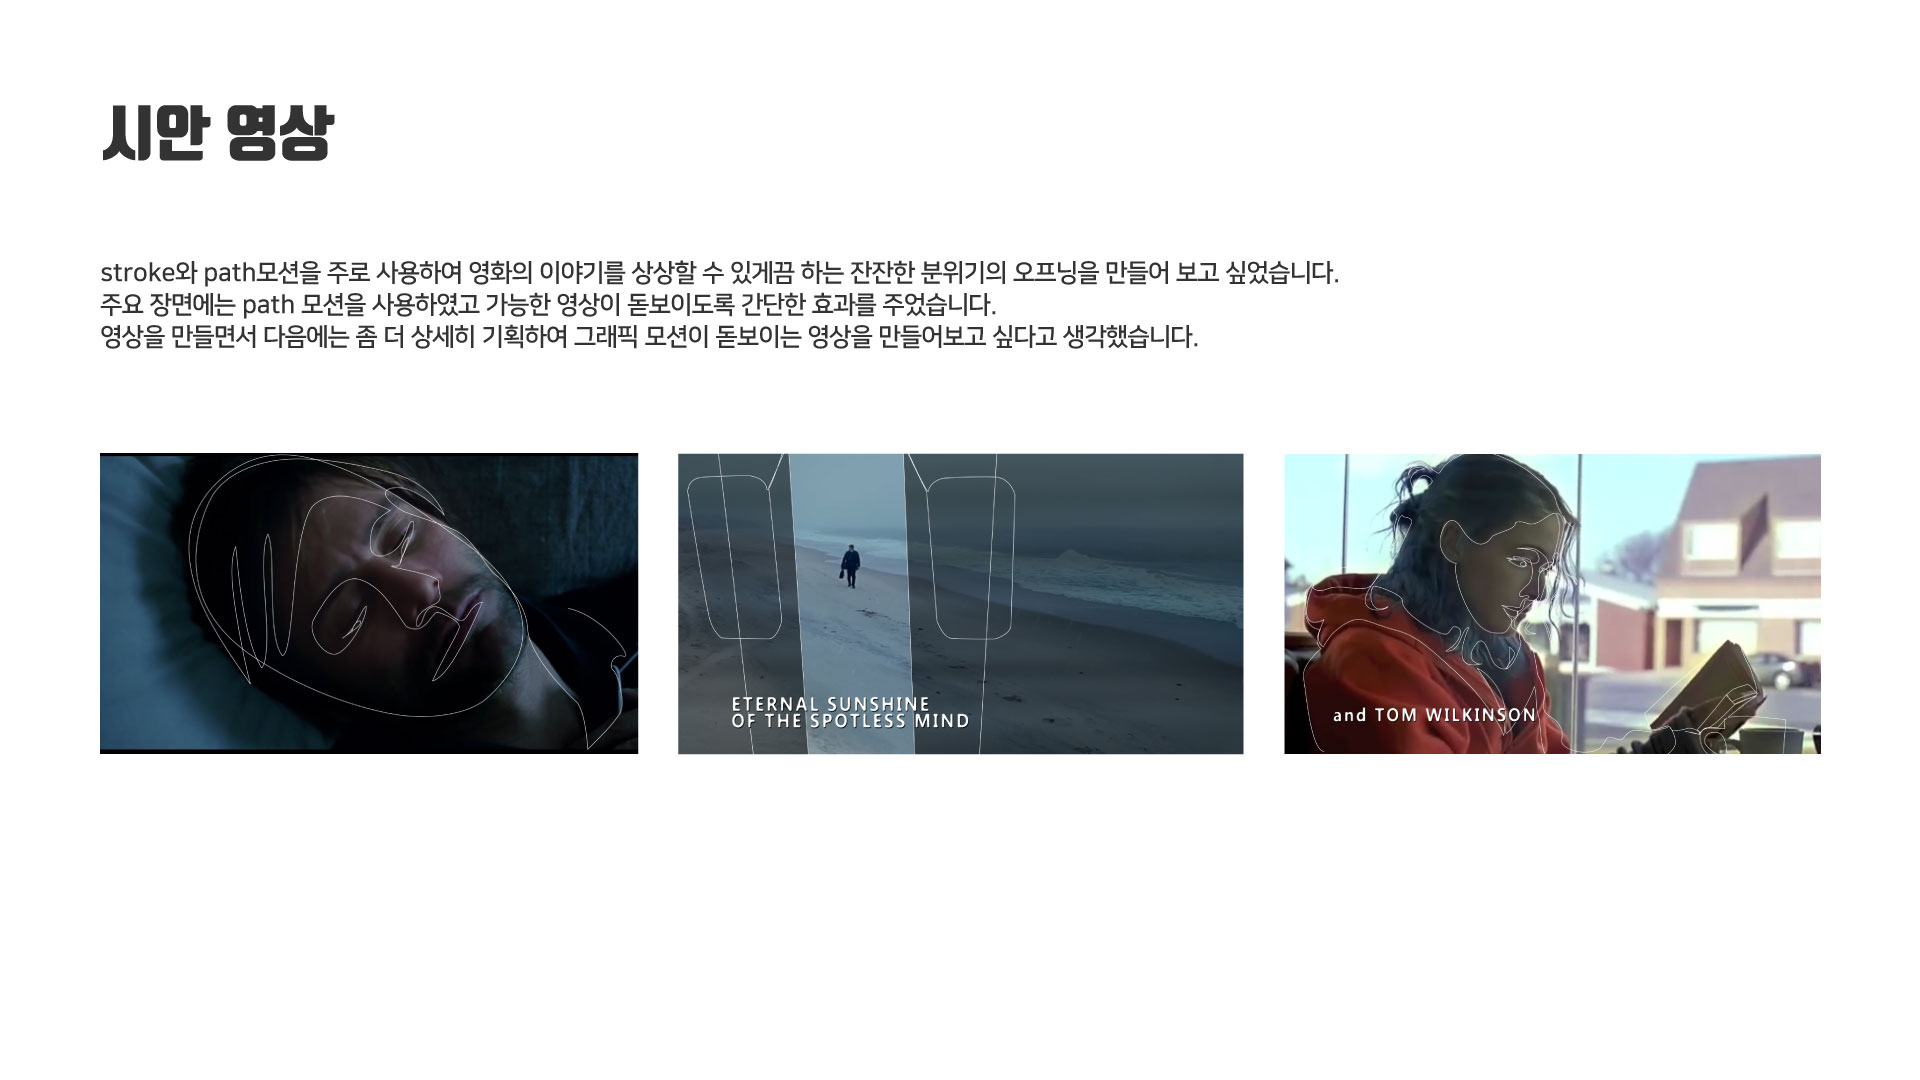 시안 영상
stroke와 path모션을 주로 사용하여 영화의 이야기를 상상할 수 있게끔 하는 잔잔한 분위기의 오프닝을 만들어 보고 싶었습니다.
주요 장면에는 path 모션을 사용하였고 가능한 영상이 돋보이도록 간단한 효과를 주었습니다.
영상을 만들면서 다음에는 좀 더 상세히 기획하여 그래픽 모션이 돋보이는 영상을 만들어보고 싶다고 생각했습니다.
ETERNAL SUNSHINE
OF THE SPOTLESS MIND
and TOM WILKINSON